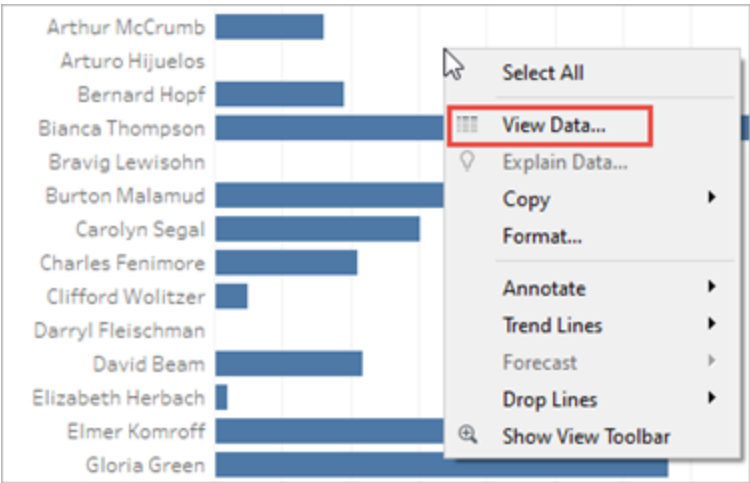 Arthur McCrumb
Arturo Hijuelos
Bernard Hopf
Bianca Thompson
Bravig Lewisohn
Burton Malamud
Carolyn Segal
Charles Fenimore
Clifford Wolitzer
Darryl Fleischman
David Beam
Elizabeth Herbach
Elmer Komroff
Gloria Green
Select All
View Data...
Explain Data...
Copy
Format...
Annotate
Trend Lines
Forecast
Drop Lines
Show View Toolbar